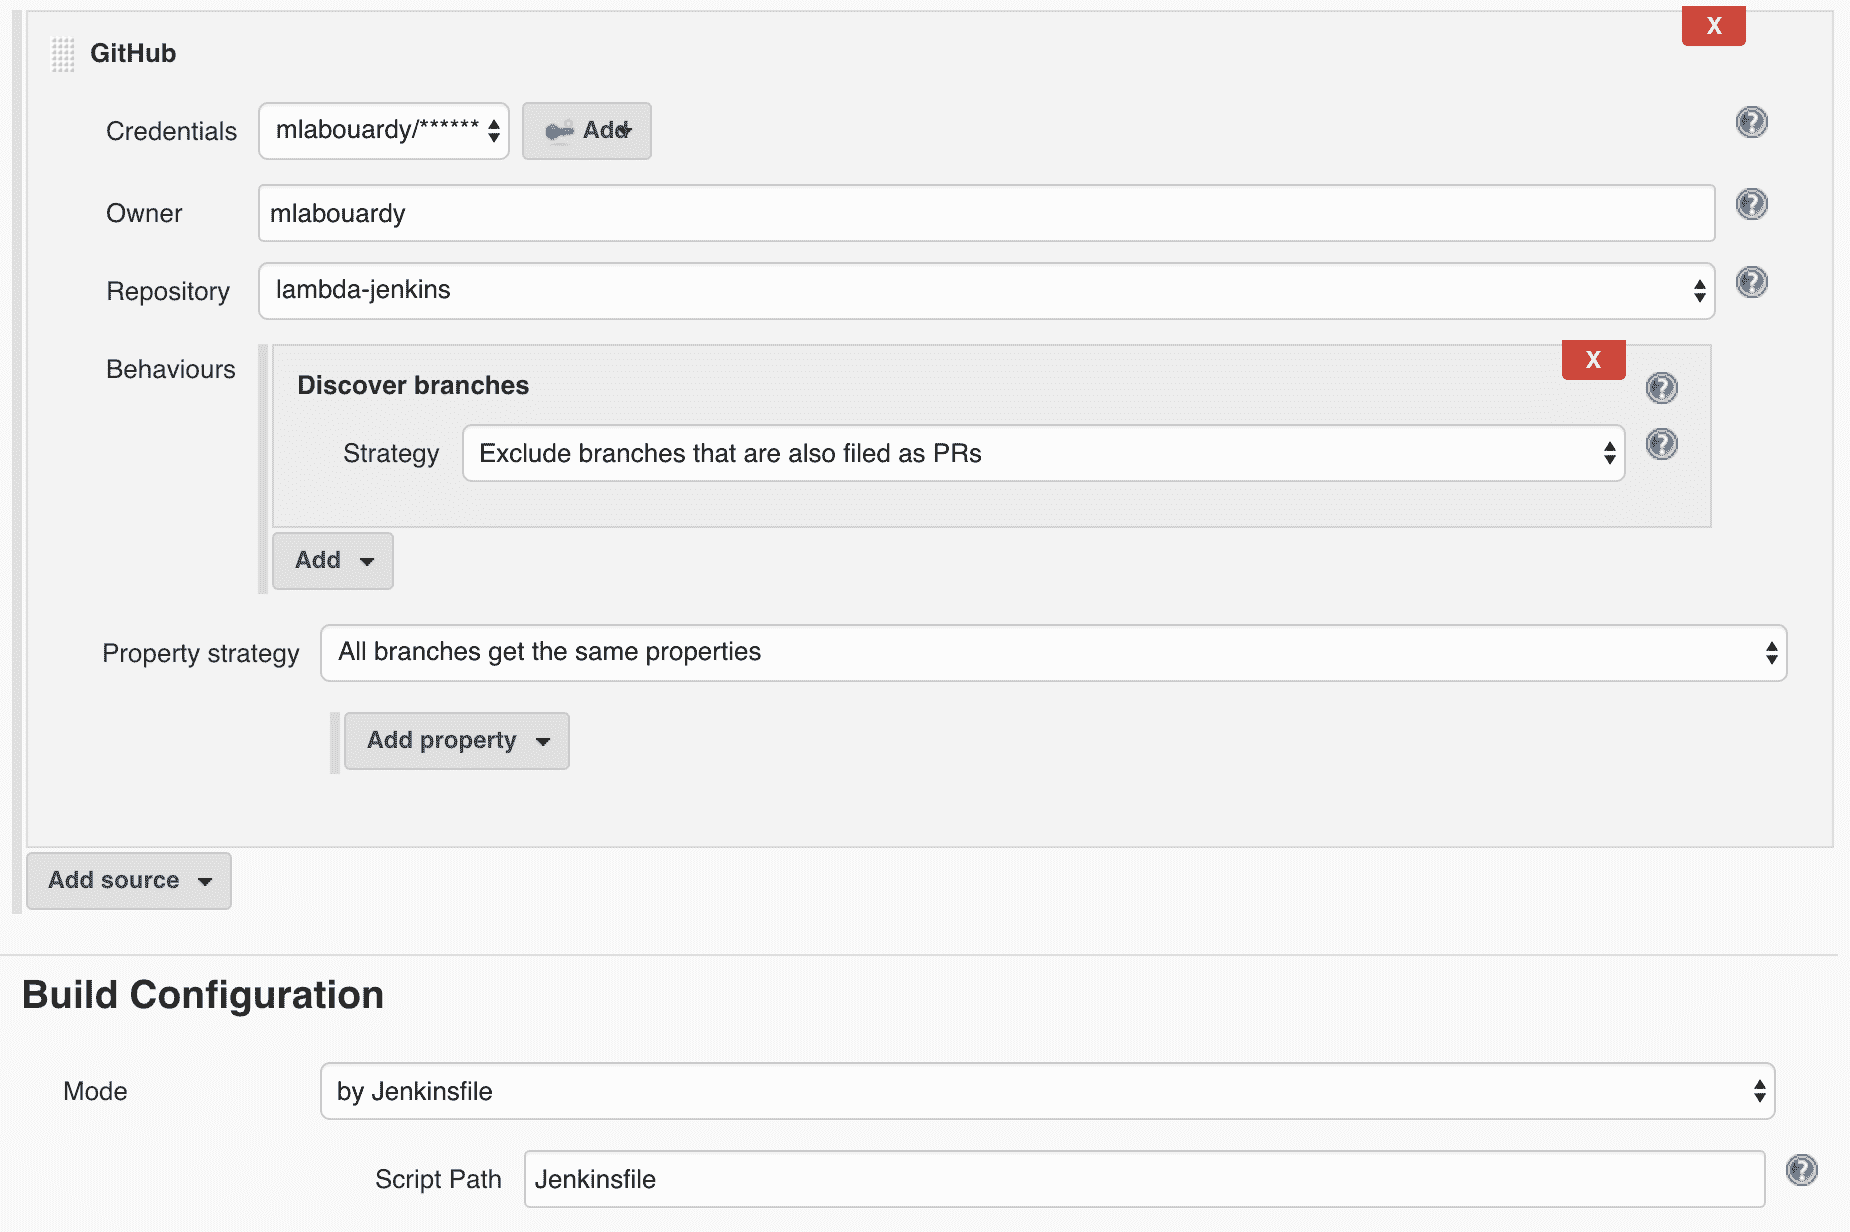 X
GitHub
Credentials mlabouardy/****** Add
Owner mlabouardy
Repository lambda-jenkins
Behaviours
X
Discover branches
Strategy Exclude branches that are also filed as PRs
Add
Property strategy All branches get the same properties
Add property
Add source
Build Configuration
Mode by Jenkinsfile
Script Path Jenkinsfile